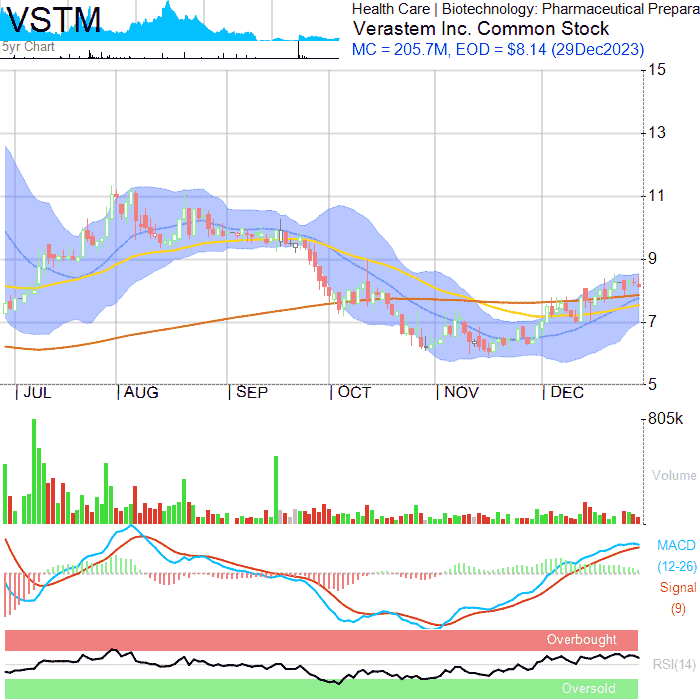 VSTM
5yr Chart
Health Care | Biotechnology: Pharmaceutical Prepara
Verastem Inc. Common Stock
MC = 205.7M, EOD = $8.14 (29Dec2023)
15
13
11
9
7
5
JUL AUG SEP OCT NOV DEC
805k
Volume
MACD
(12-26)
Signal
(9)
Overbought
RSI(14)
Oversold